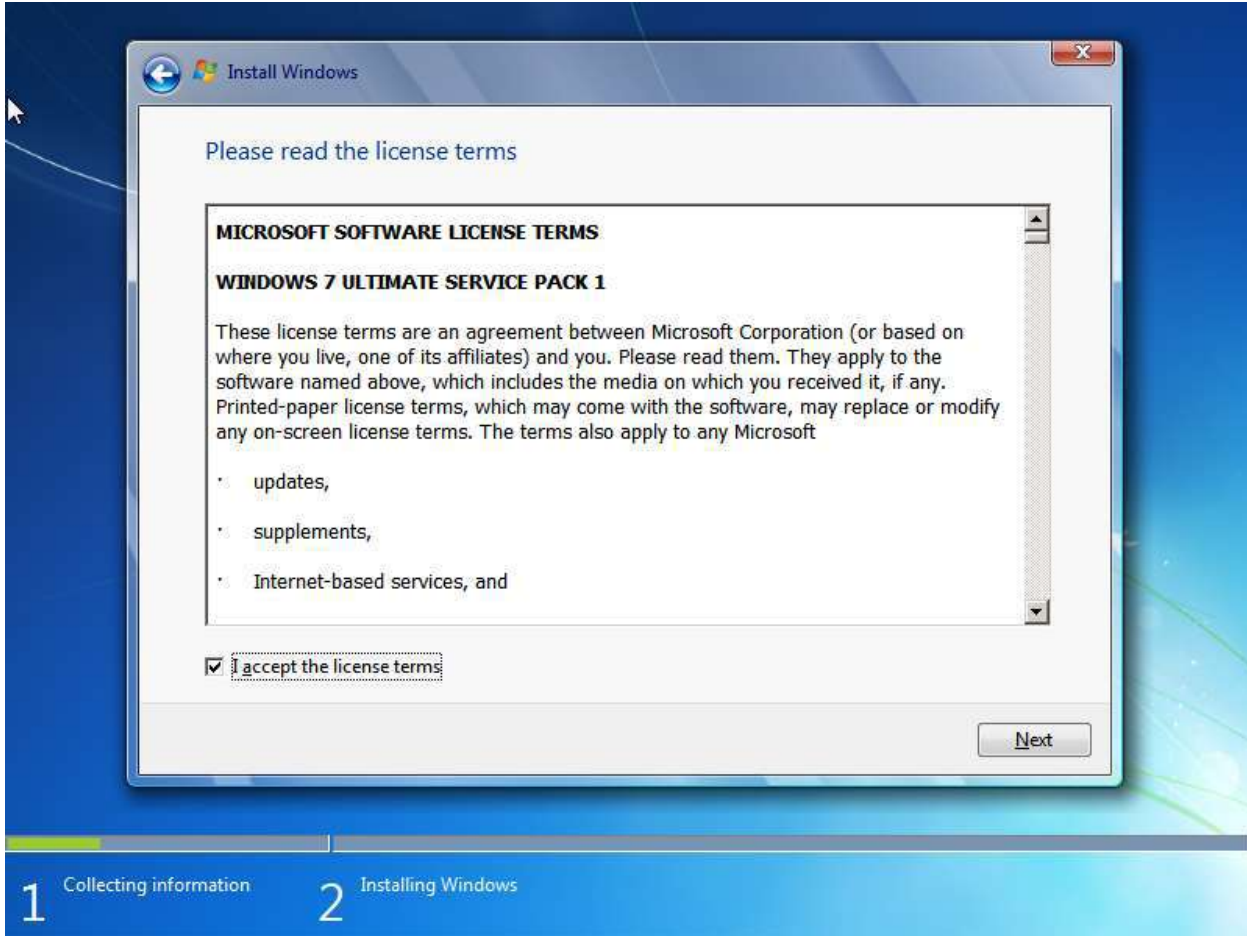 Install Windows
Please read the license terms
MICROSOFT SOFTWARE LICENSE TERMS
WINDOWS 7 ULTIMATE SERVICE PACK 1
These license terms are an agreement between Microsoft Corporation (or based on
where you live, one of its affiliates) and you. Please read them. They apply to the
software named above, which includes the media on which you received it, if any.
Printed-paper license terms, which may come with the software, may replace or modify
any on-screen license terms. The terms also apply to any Microsoft
· updates,
· supplements,
· Internet-based services, and
I accept the license terms
Next
1 Collecting information
2 Installing Windows